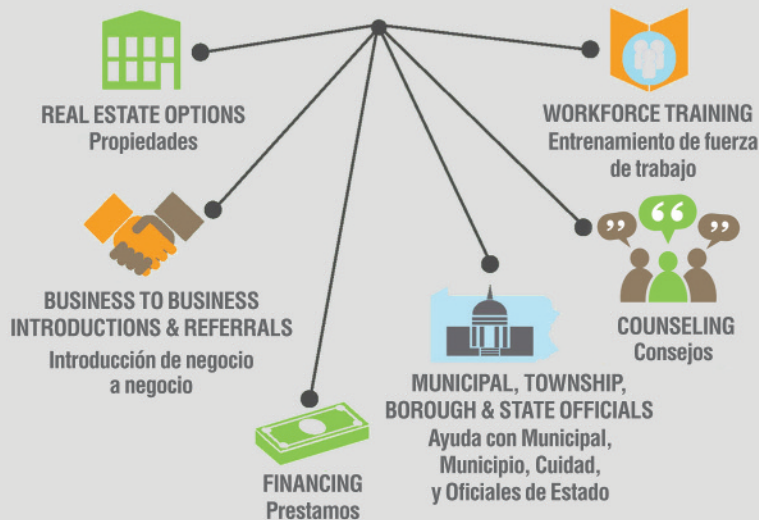 REAL ESTATE OPTIONS
Propiedades
WORKFORCE TRAINING
Entrenamiento de fuerza
de trabajo
BUSINESS TO BUSINESS
INTRODUCTIONS & REFERRALS
Introducción de negocio
a negocio
COUNSELING
Consejos
MUNICIPAL, TOWNSHIP,
BOROUGH & STATE OFFICIALS
Ayuda con Municipal,
Municipio, Cuidad,
y Oficiales de Estado
FINANCING
Prestamos